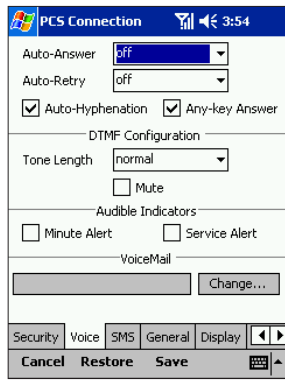 PCS Connection 3:54
Auto-Answer off
Auto-Retry off
Auto-Hyphenation Any-key Answer
DTMF Configuration
Tone Length normal
Mute
Audible Indicators
Minute Alert Service Alert
VoiceMail
Change...
Security Voice SMS General Display
Cancel Restore Save